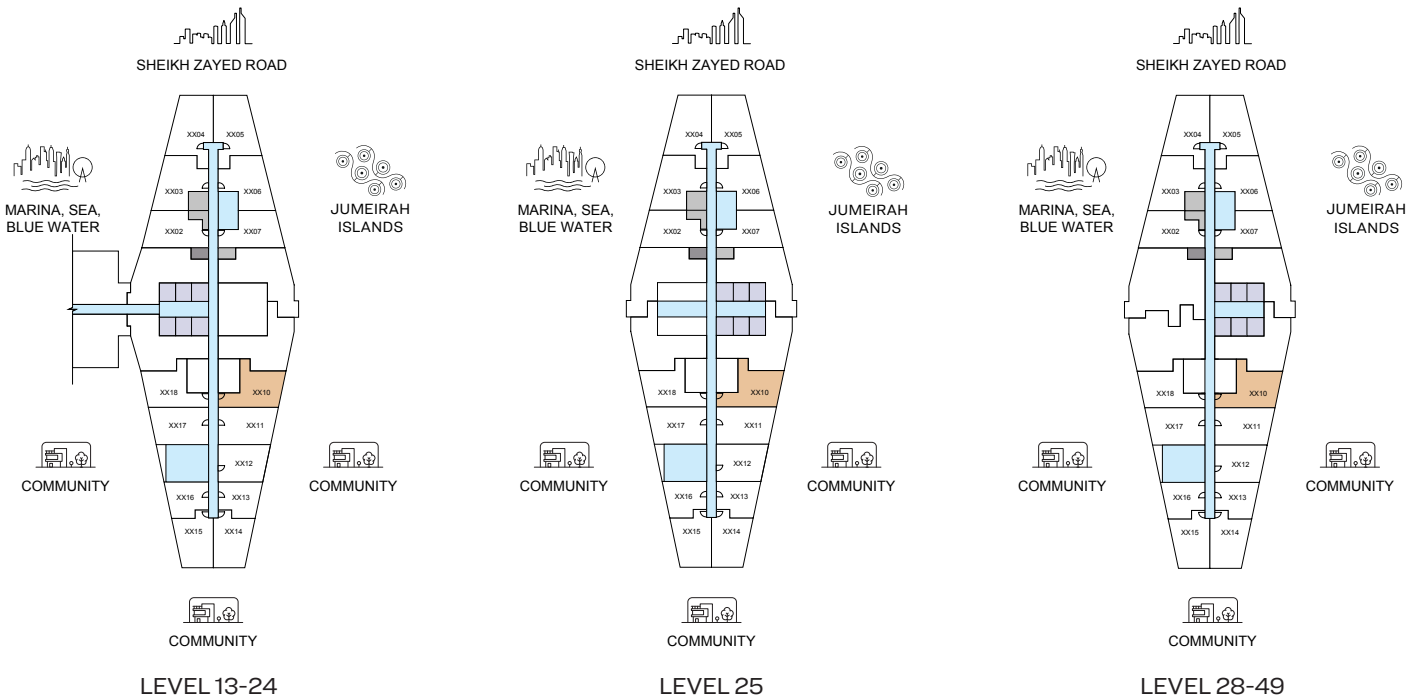 SHEIKH ZAYED ROAD
XX04 XX05
MARINA, SEA,
BLUE WATER
XX03 XX06
JUMEIRAH
ISLANDS
XX02 XX07
XX18 XX10
XX17 XX11
XX12
COMMUNITY
COMMUNITY
XX16 XX13
XX15 XX14
COMMUNITY
LEVEL 13-24
SHEIKH ZAYED ROAD
XX04 XX05
MARINA, SEA,
BLUE WATER
XX03 XX06
JUMEIRAH
ISLANDS
XX02 XX07
XX18 XX10
XX17 XX11
XX12
COMMUNITY
COMMUNITY
XX16 XX13
XX15 XX14
COMMUNITY
LEVEL 25
SHEIKH ZAYED ROAD
XX04 XX05
MARINA, SEA,
BLUE WATER
XX03 XX06
JUMEIRAH
ISLANDS
XX02 XX07
XX18 XX10
XX17 XX11
XX12
COMMUNITY
COMMUNITY
XX16 XX13
XX15 XX14
COMMUNITY
LEVEL 28-49